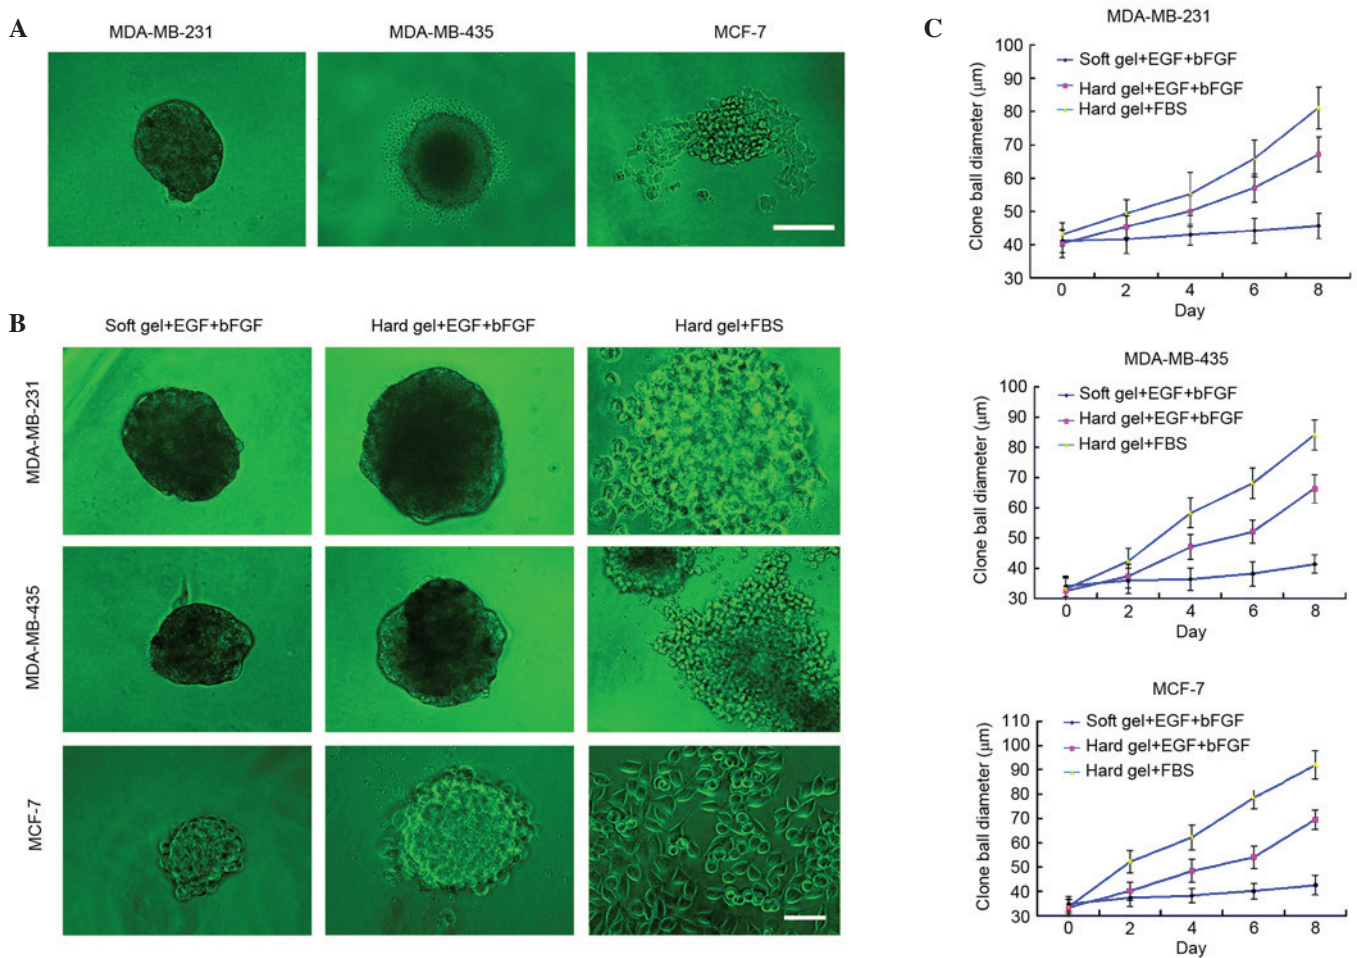 A
MDA-MB-231
MDA-MB-435
MCF-7
B
Soft gel+EGF+bFGF
Hard gel+EGF+bFGF
Hard gel+FBS
MDA-MB-231
MDA-MB-435
MCF-7
C
MDA-MB-231
Clone ball diameter (μm)
100
90
80
70
60
50
40
30
Soft gel+EGF+bFGF
Hard gel+EGF+bFGF
Hard gel+FBS
0 2 4 6 8
Day
MDA-MB-435
Clone ball diameter (μm)
100
90
80
70
60
50
40
30
Soft gel+EGF+bFGF
Hard gel+EGF+bFGF
Hard gel+FBS
0 2 4 6 8
Day
MCF-7
Clone ball diameter (μm)
110
100
90
80
70
60
50
40
30
Soft gel+EGF+bFGF
Hard gel+EGF+bFGF
Hard gel+FBS
0 2 4 6 8
Day